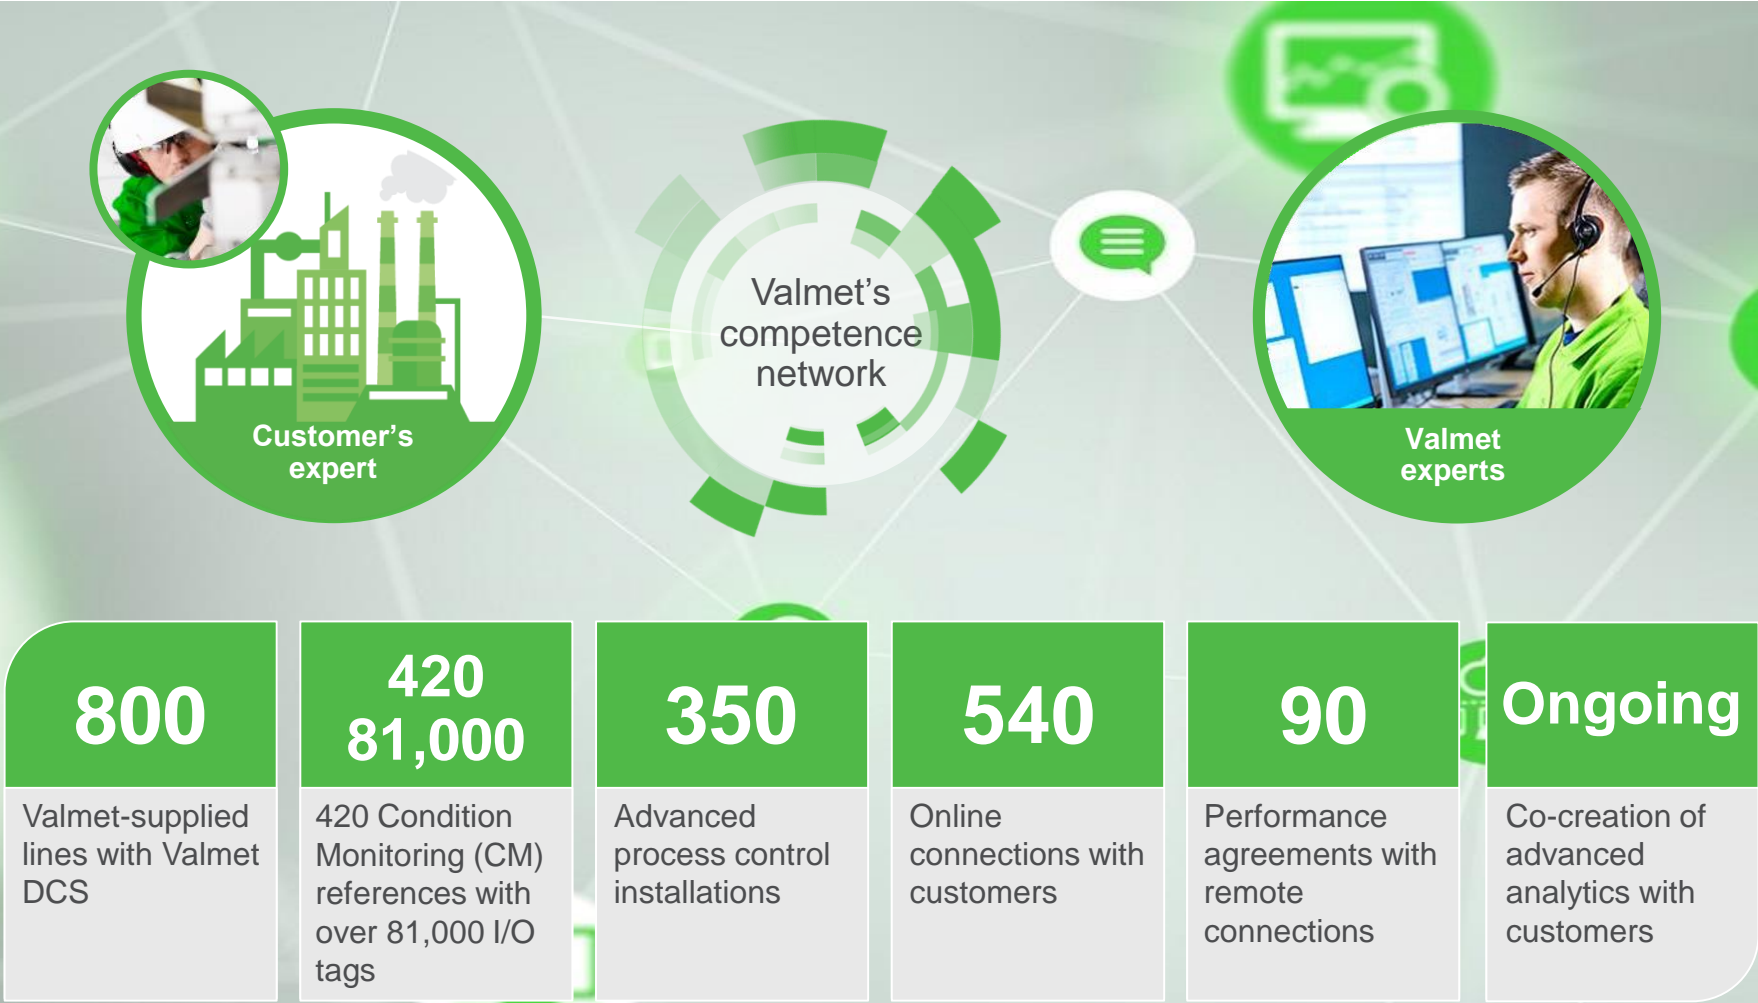 Valmet's
competence
network
Customer's
expert
Valmet
experts
800
Valmet-supplied
lines with Valmet
DCS
420
81,000
420 Condition
Monitoring (CM)
references with
over 81,000 I/O
tags
350
Advanced
process control
installations
540
Online
connections with
customers
90
Performance
agreements with
remote
connections
Ongoing
Co-creation of
advanced
analytics with
customers